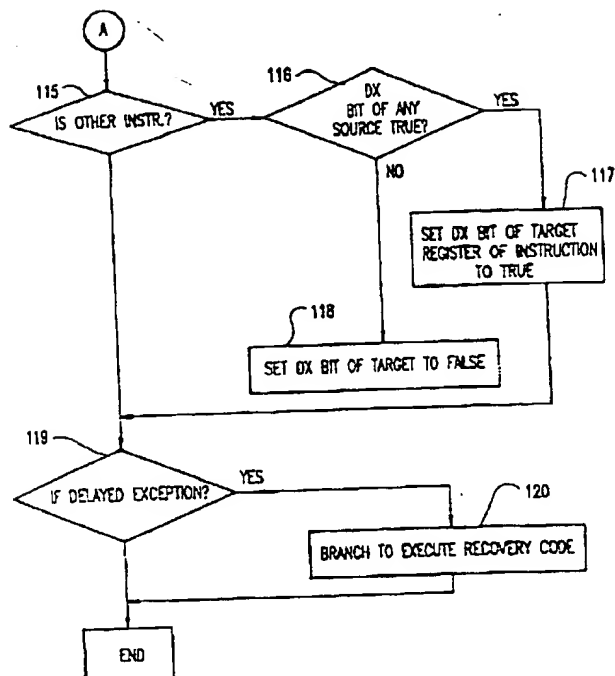 A
115
IS OTHER INSTR.?
YES
116
DX
BIT OF ANY
SOURCE TRUE?
YES
NO
117
SET DX BIT OF TARGET
REGISTER OF INSTRUCTION
TO TRUE
118
SET DX BIT OF TARGET TO FALSE
119
IF DELAYED EXCEPTION?
YES
120
BRANCH TO EXECUTE RECOVERY CODE
END